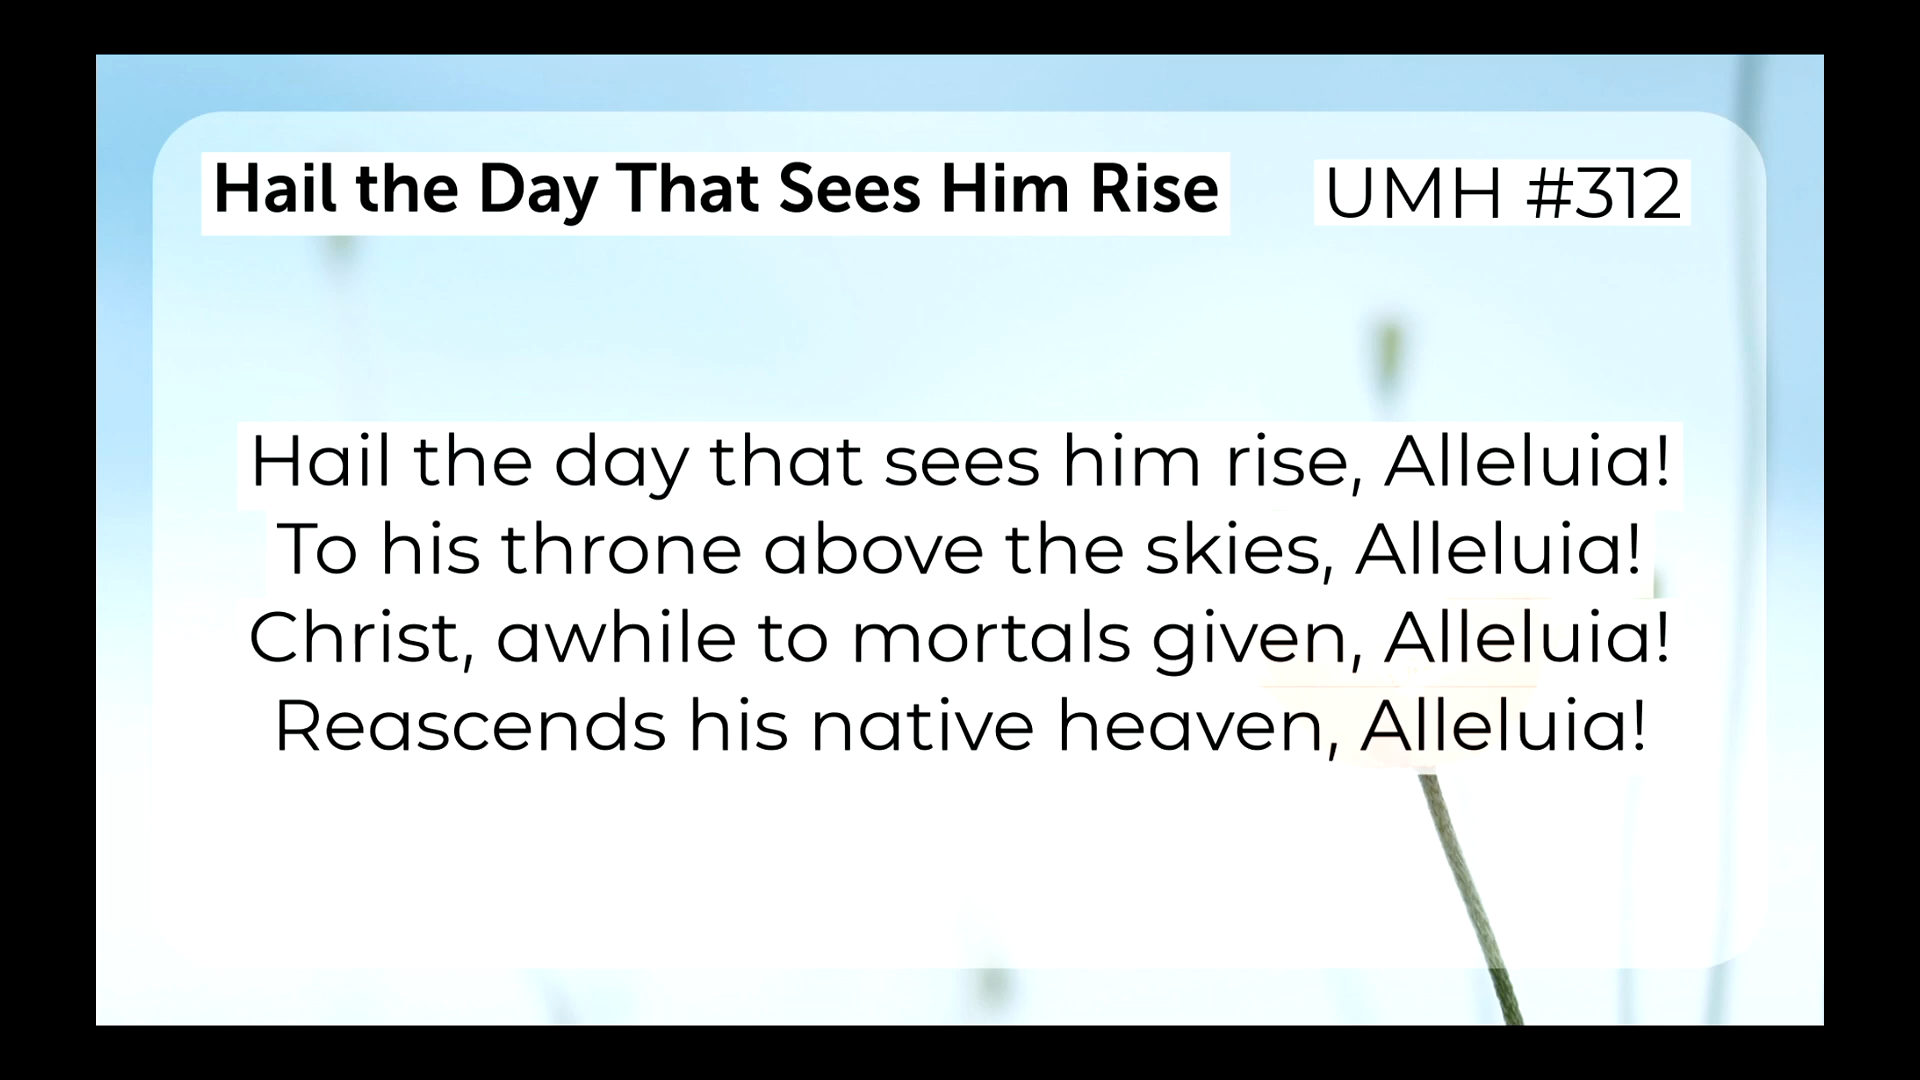 Hail the Day That Sees Him Rise UMH #312
Hail the day that sees him rise, Alleluia!
To his throne above the skies, Alleluia!
Christ, awhile to mortals given, Alleluia!
Reascends his native heaven, Alleluia!